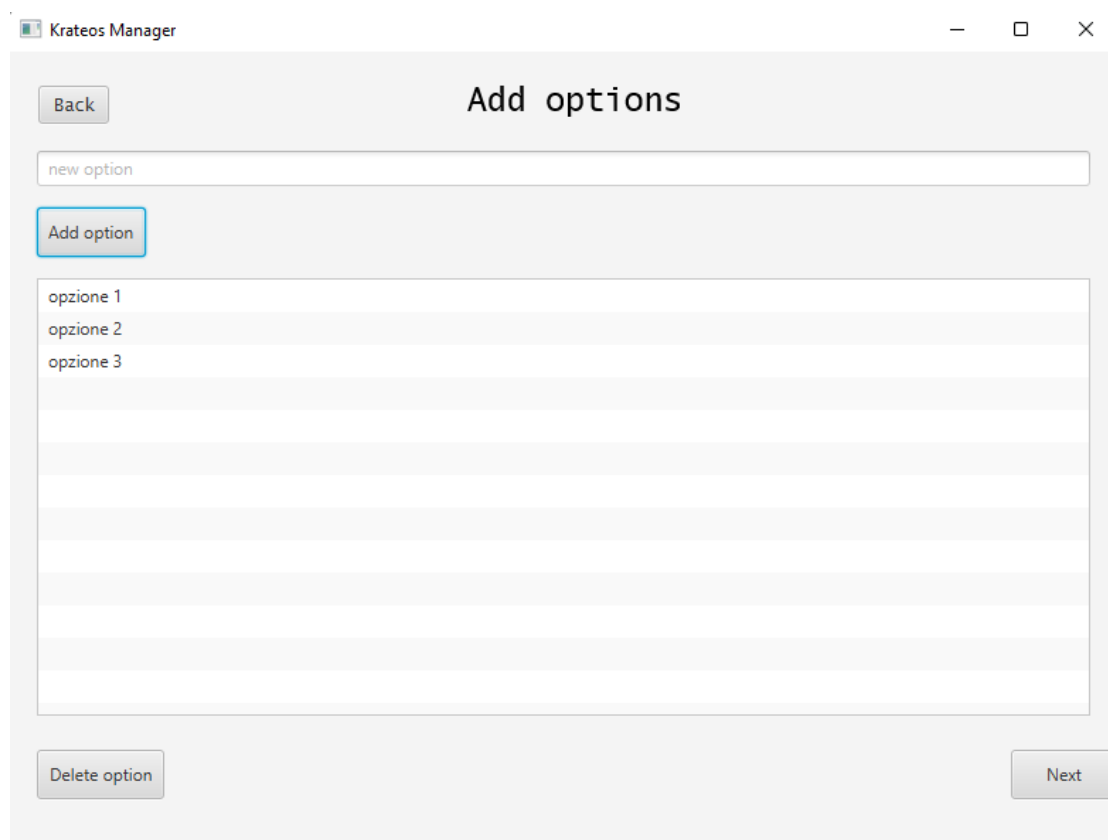 Krateos Manager
Back
Add options
new option
Add option
opzione 1
opzione 2
opzione 3
Delete option
Next